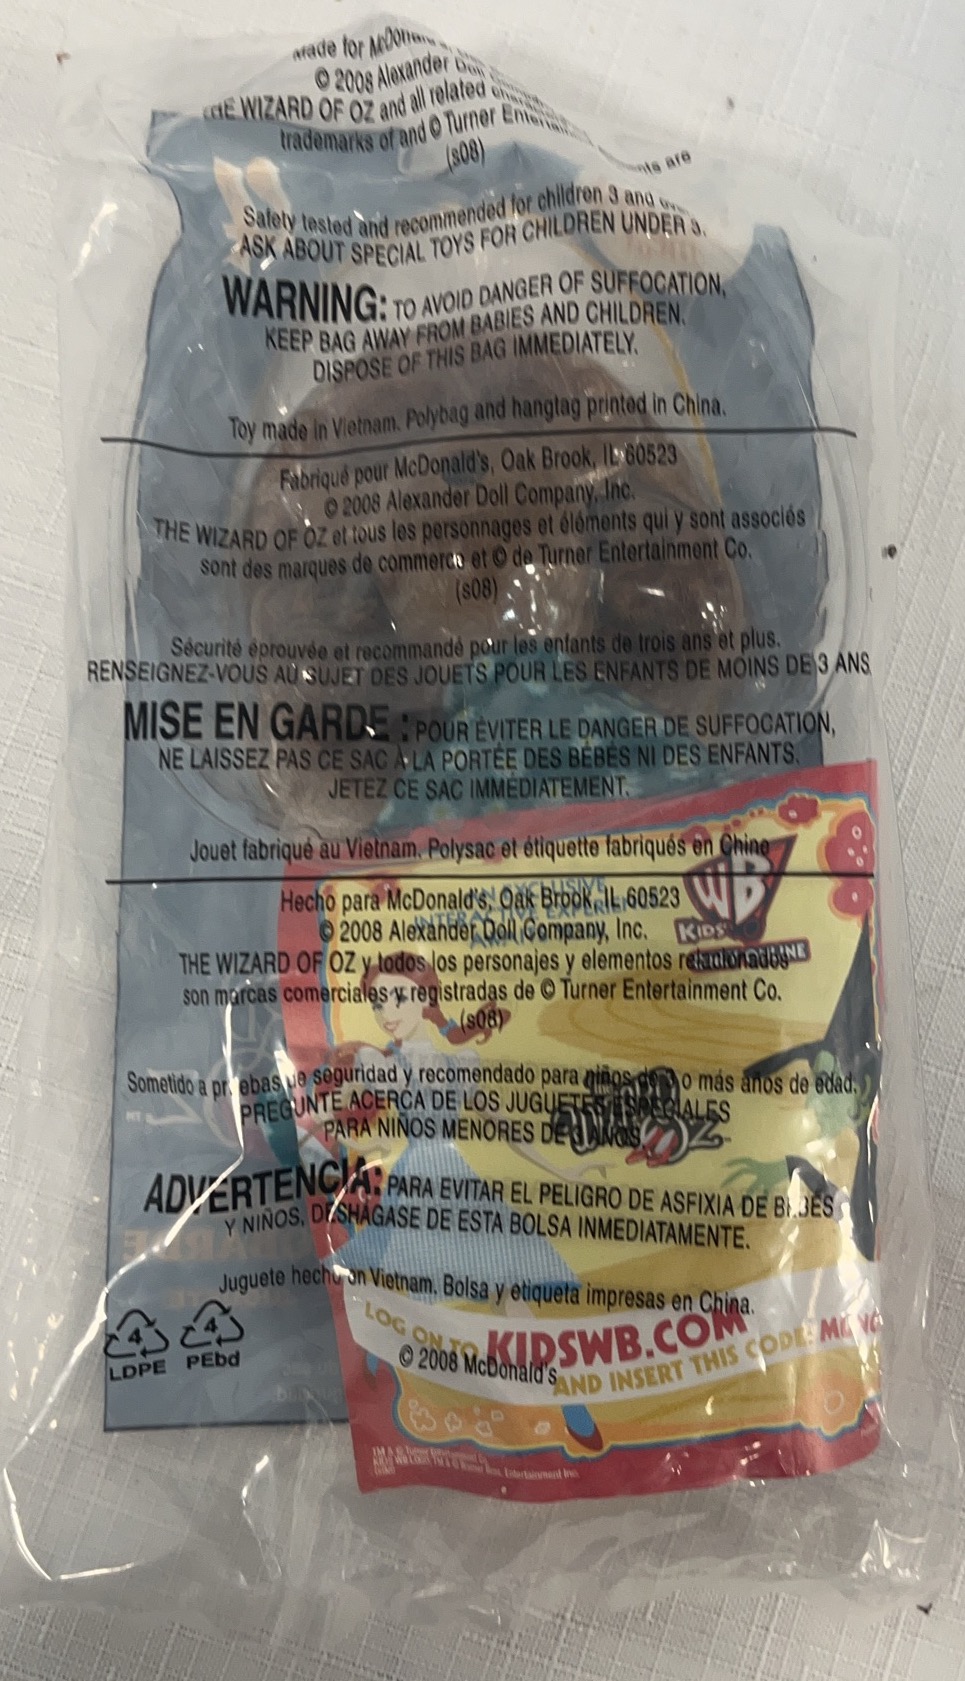 made for
© 2008 Alexander
THE WIZARD OF OZ and all related
are
trademarks of and © Turner
(s08)
Safety tested and recommended for children 3 and
ASK ABOUT SPECIAL TOYS FOR CHILDREN UNDER 3.
WARNING: TO AVOID DANGER OF SUFFOCATION,
KEEP BAG AWAY FROM BABIES AND CHILDREN.
DISPOSE OF THIS BAG IMMEDIATELY.
Toy made in Vietnam. Polybag and hangtag printed in China.
Fabriqué pour McDonald's, Oak Brook, IL 60523
© 2008 Alexander Doll Company, Inc.
THE WIZARD OF OZ et tous les personnages et éléments qui y sont associés
sont des marques de commerce et © de Turner Entertainment Co.
(s08)
Sécurité éprouvée et recommandé pour les enfants de trois ans et plus.
RENSEIGNEZ-VOUS AU SUJET DES JOUETS POUR LES ENFANTS DE MOINS DE 3 ANS
MISE EN GARDE : POUR ÉVITER LE DANGER DE SUFFOCATION,
NE LAISSEZ PAS CE SAC À LA PORTÉE DES BÉBÉS NI DES ENFANTS.
JETEZ CE SAC IMMÉDIATEMENT.
Jouet fabriqué au Vietnam. Polysac et étiquette fabriqués en Chine
WB
KIDS
AN EXCLUSIVE
Hecho para McDonald's, Oak Brook, IL 60523
INTERACTIVE EXPERIENCE
© 2008 Alexander Doll Company, Inc.
THE WIZARD OF OZ y todos los personajes y elementos relacionados
son marcas comerciales y registradas de © Turner Entertainment Co.
(s08)
Sometido a pruebas de seguridad y recomendado para niños de 3 o más años de edad.
PREGUNTE ACERCA DE LOS JUGUETES ESPECIALES
PARA NIÑOS MENORES DE 3 AÑOS.
ADVERTENCIA: PARA EVITAR EL PELIGRO DE ASFIXIA DE BEBÉS
Y NIÑOS, DESHÁGASE DE ESTA BOLSA INMEDIATAMENTE.
Juguete hecho en Vietnam. Bolsa y etiqueta impresas en China.
4 4
LDPE PEbd
LOG ON TO KIDSWB.COM
© 2008 McDonald's
AND INSERT THIS CODE: